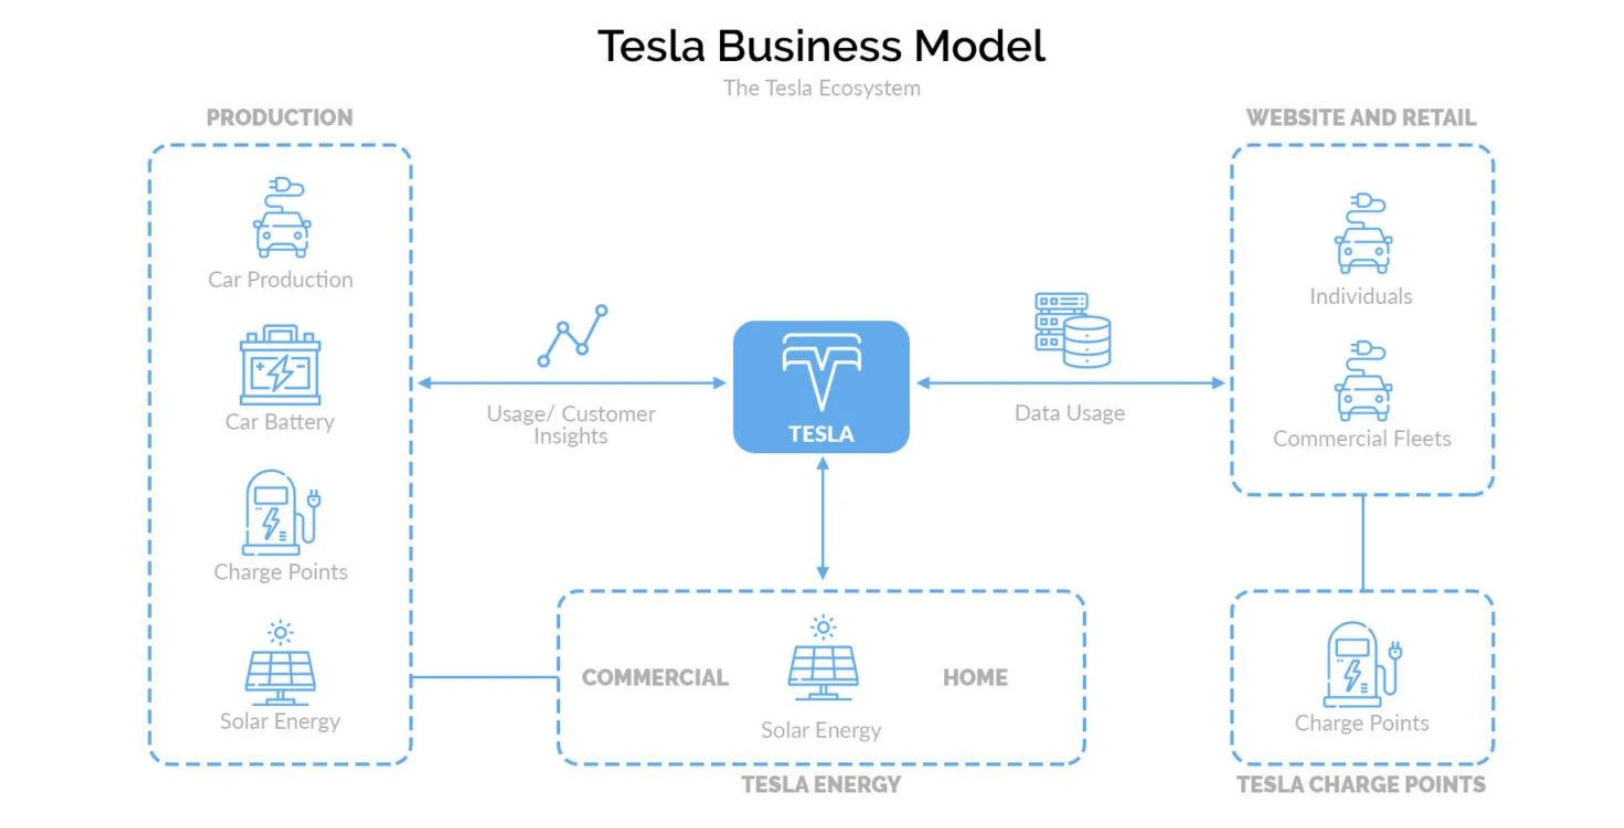 Tesla Business Model
The Tesla Ecosystem
PRODUCTION
Car Production
Car Battery
Charge Points
Solar Energy
Usage/ Customer
Insights
TESLA
Data Usage
WEBSITE AND RETAIL
Individuals
Commercial Fleets
COMMERCIAL
Solar Energy
HOME
TESLA ENERGY
Charge Points
TESLA CHARGE POINTS